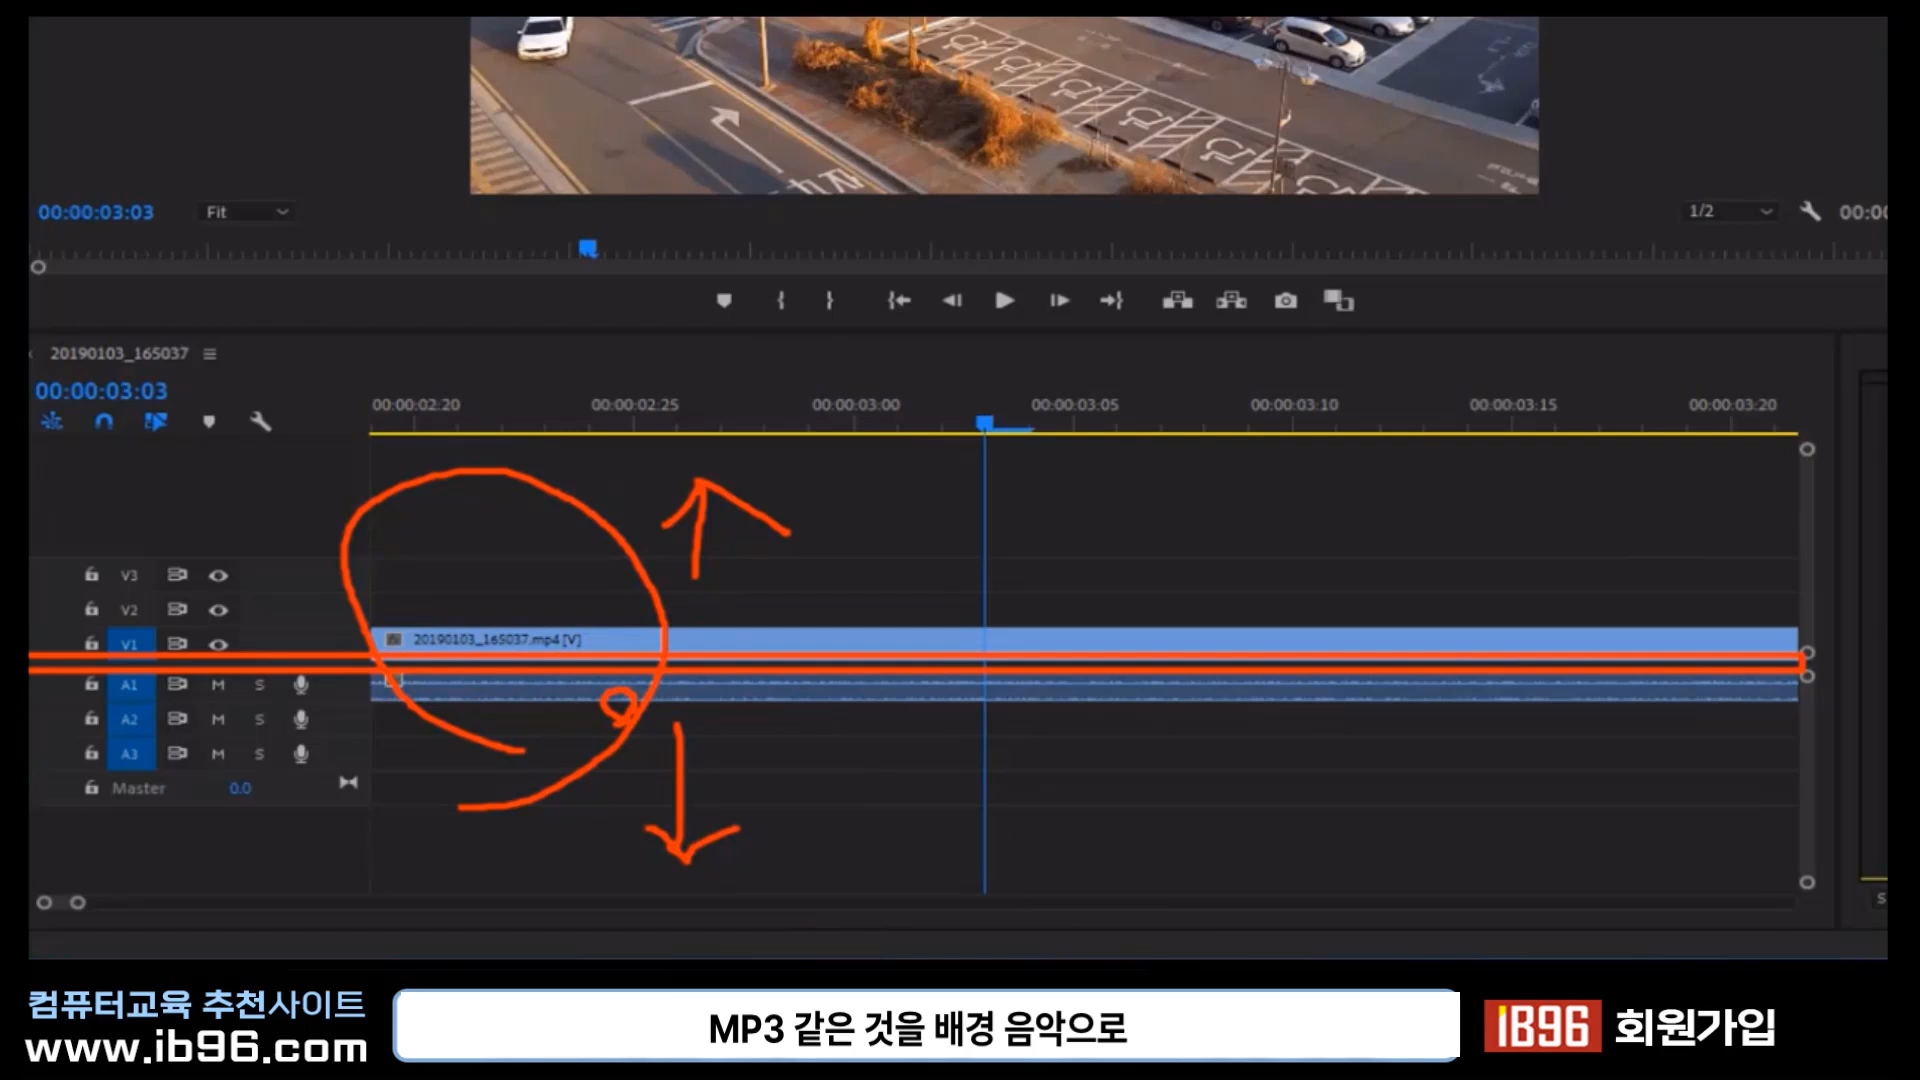 00:00:03:03
Fit
1/2
20190103_165037
00:00:03:03
00:00:02:20
00:00:02:25
00:00:03:00
00:00:03:05
00:00:03:10
00:00:03:15
00:00:03:20
V3
V2
V1
20190103_165037.mp4 [V]
A1 M S
A2 M S
A3 M S
Master 0.0
S
컴퓨터교육 추천사이트
www.ib96.com
MP3 같은 것을 배경 음악으로
IB96 회원가입